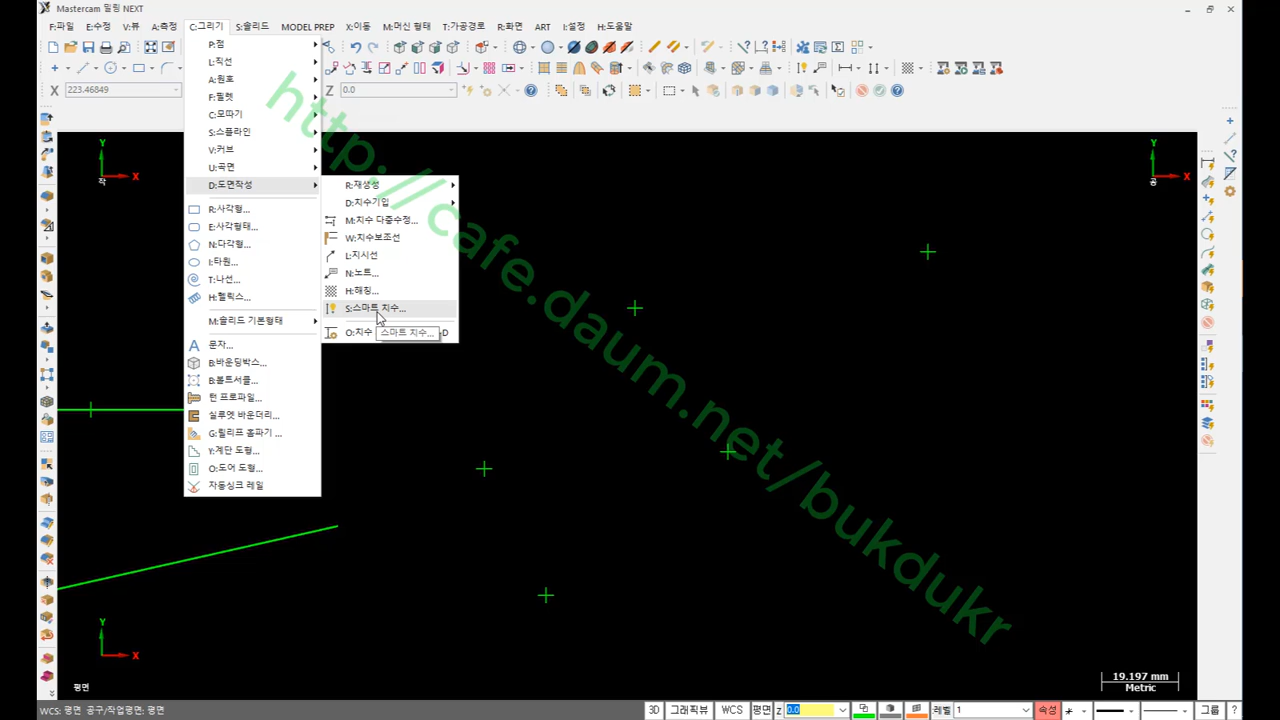 Mastercam 밀링 NEXT
F:파일 E:수정 V:뷰 A:측정 C:그리기 S:솔리드 MODEL PREP X:이동 M:머신 형태 T:가공경로 R:화면 ART I:설정 H:도움말
X 223.46849 Z 0.0
P:점
L:직선
A:원호
F:필렛
C:모따기
S:스플라인
V:커브
U:곡면
D:도면작성
R:사각형...
E:사각형태...
N:다각형...
I:타원...
T:나선...
H:헬릭스...
M:솔리드 기본형태
문자...
B:바운딩박스...
B:볼트서클...
턴 프로파일...
실루엣 바운더리...
G:릴리프 홈파기 ...
Y:계단 도형...
O:도어 도형...
자동싱크 레일
R:재생성
D:치수기입
M:치수 다중수정...
W:치수보조선
L:지시선
N:노트...
H:해칭...
S:스마트 치수...
O:치수
스마트 치수...
D
http://cafe.daum.net/bukdukr
Y
X
작
Y
X
공
Y
X
평면
19.197 mm
Metric
WCS: 평면 공구/작업평면: 평면 3D 그래픽뷰 WCS 평면 Z 0.0 레벨 1 속성 그룹 ?